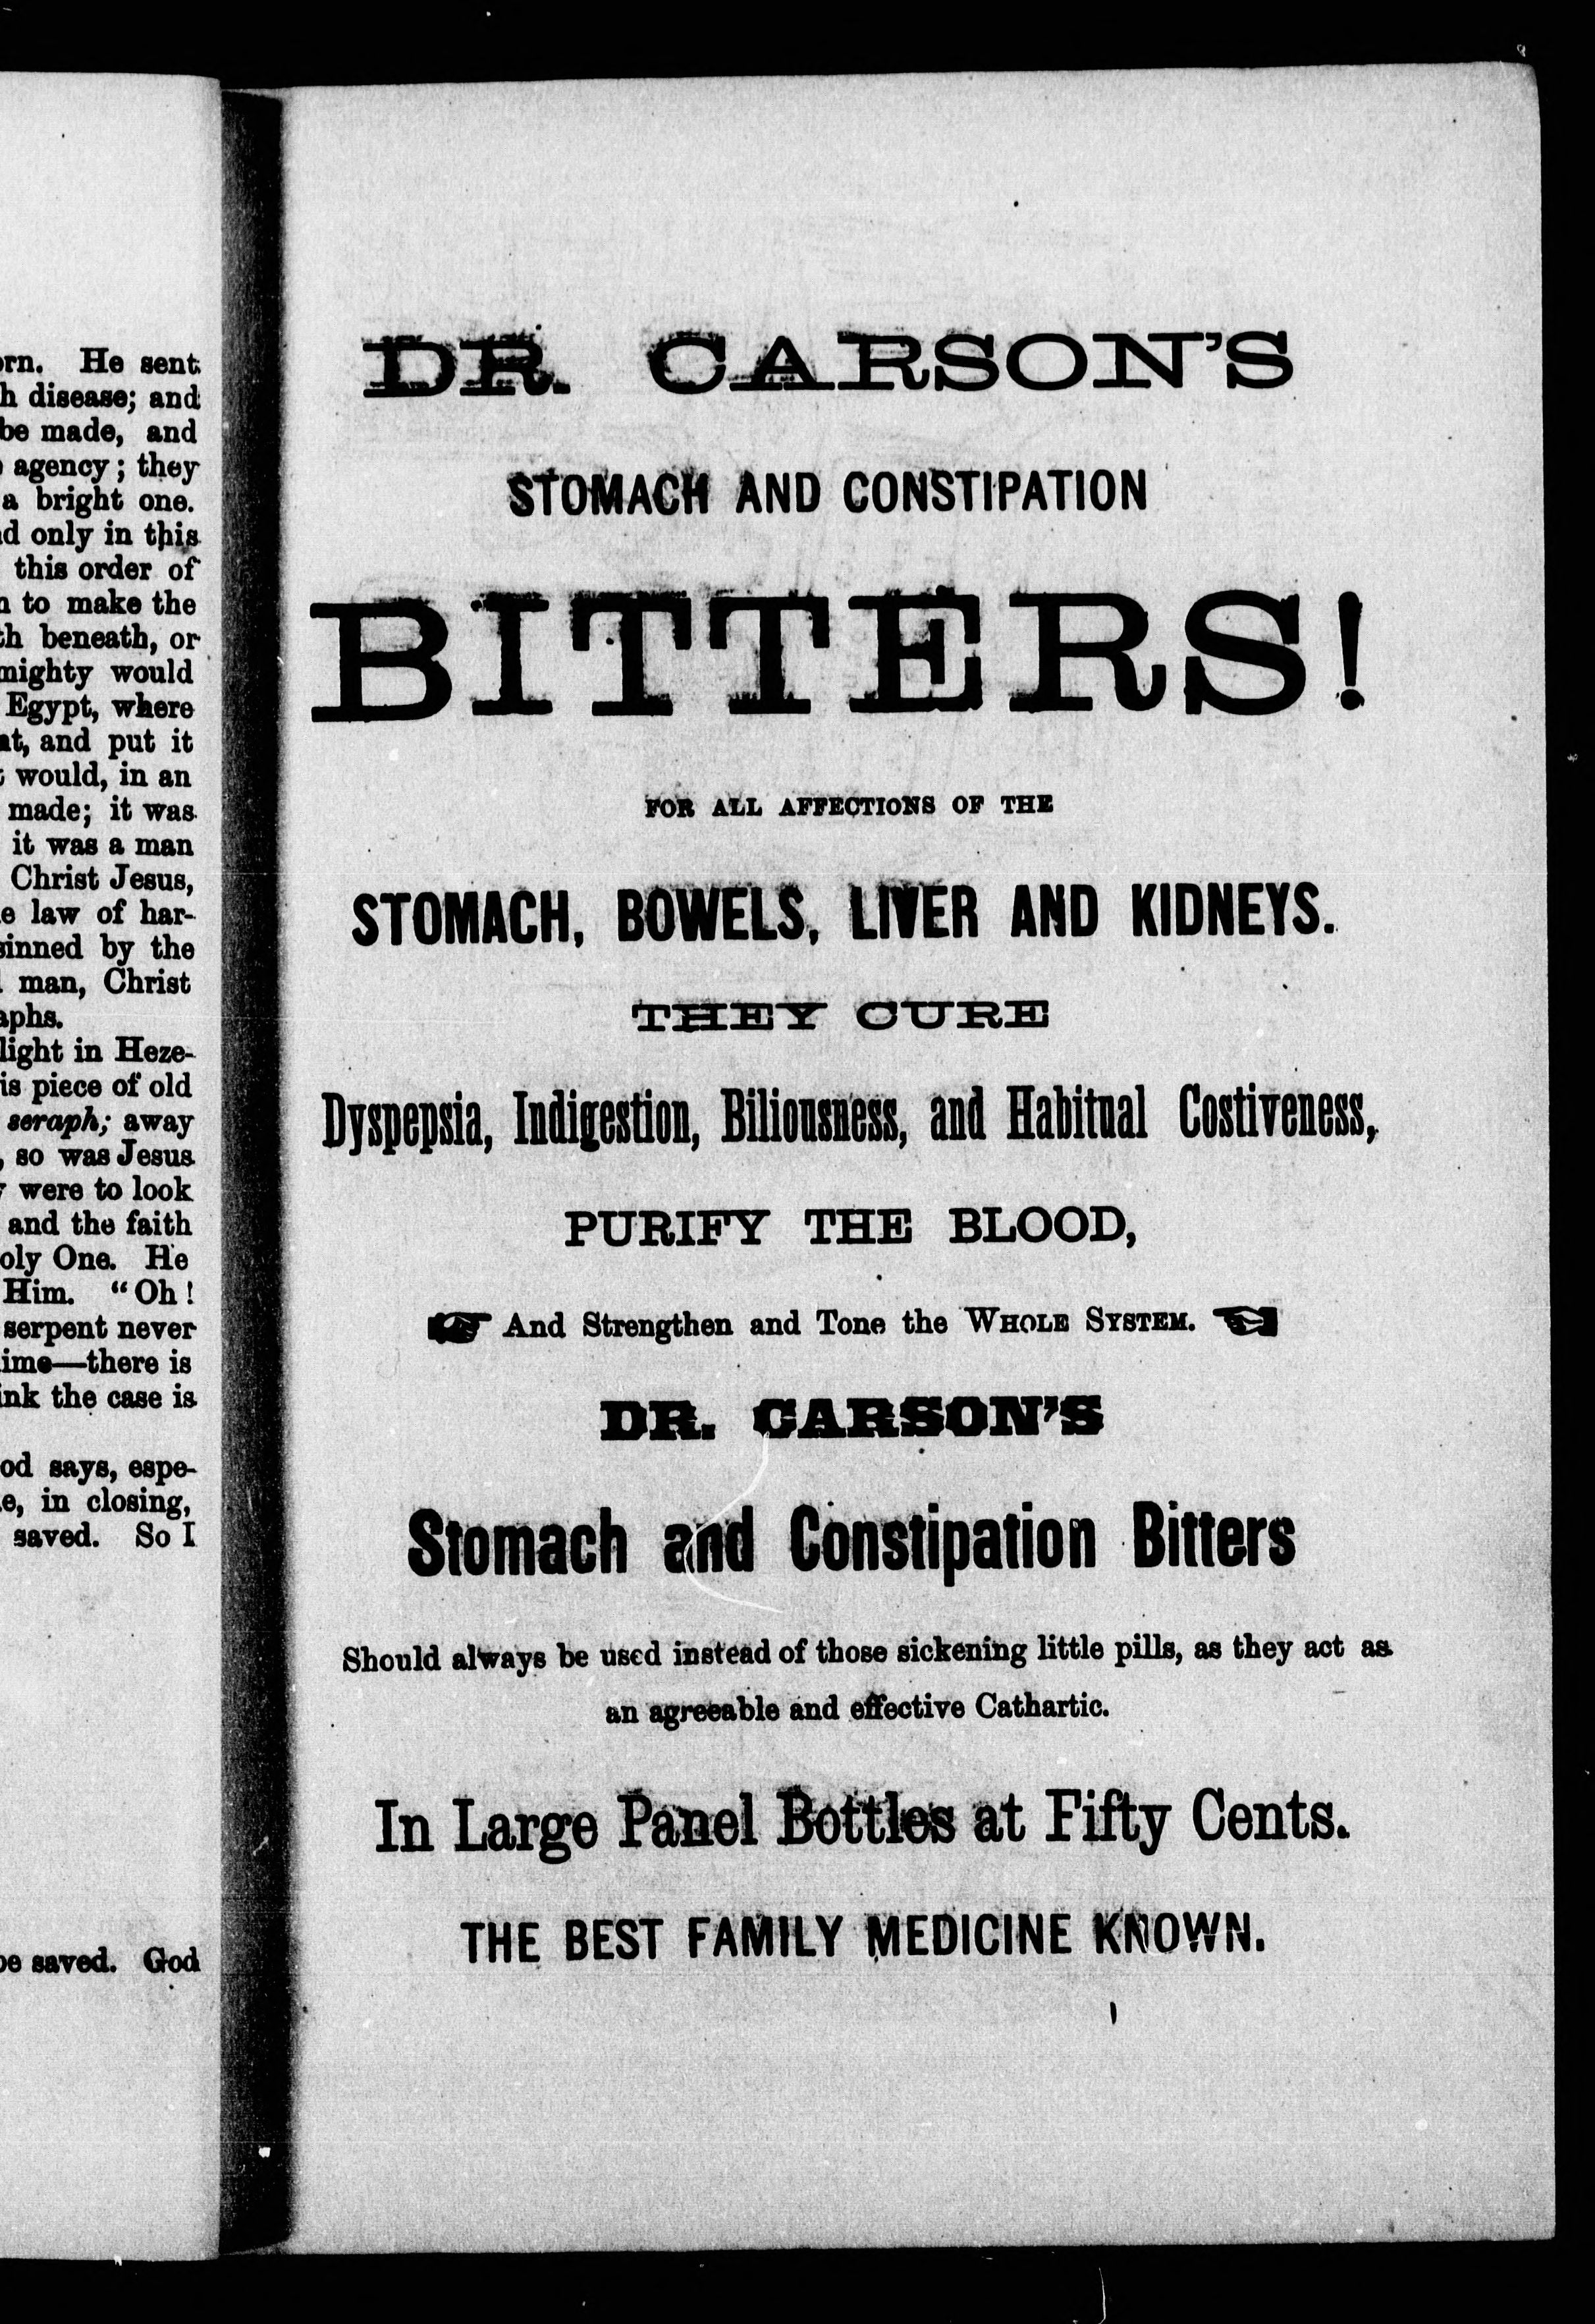 orn. He sent
h disease; and
be made, and
agency; they
a bright one.
d only in this
this order of
to make the
th beneath, or
mighty would
Egypt, where
at, and put it
would, in an
made; it was
it was a man
Christ Jesus,
e law of har-
sinned by the
man, Christ
aphs.
light in Heze-
is piece of old
seraph; away
, so was Jesus
were to look
and the faith
oly One. He
Him. "Oh!
serpent never
ime—there is
ink the case is
od says, espe-
e, in closing,
saved. So I
be saved. God
DR. CARSON'S
STOMACH AND CONSTIPATION
BITTERS!
FOR ALL AFFECTIONS OF THE
STOMACH, BOWELS, LIVER AND KIDNEYS.
THEY CURE
Dyspepsia, Indigestion, Biliousness, and Habitual Costiveness,
PURIFY THE BLOOD,
☞ And Strengthen and Tone the WHOLE SYSTEM. ☜
DR. CARSON'S
Stomach and Constipation Bitters
Should always be used instead of those sickening little pills, as they act as
an agreeable and effective Cathartic.
In Large Panel Bottles at Fifty Cents.
THE BEST FAMILY MEDICINE KNOWN.